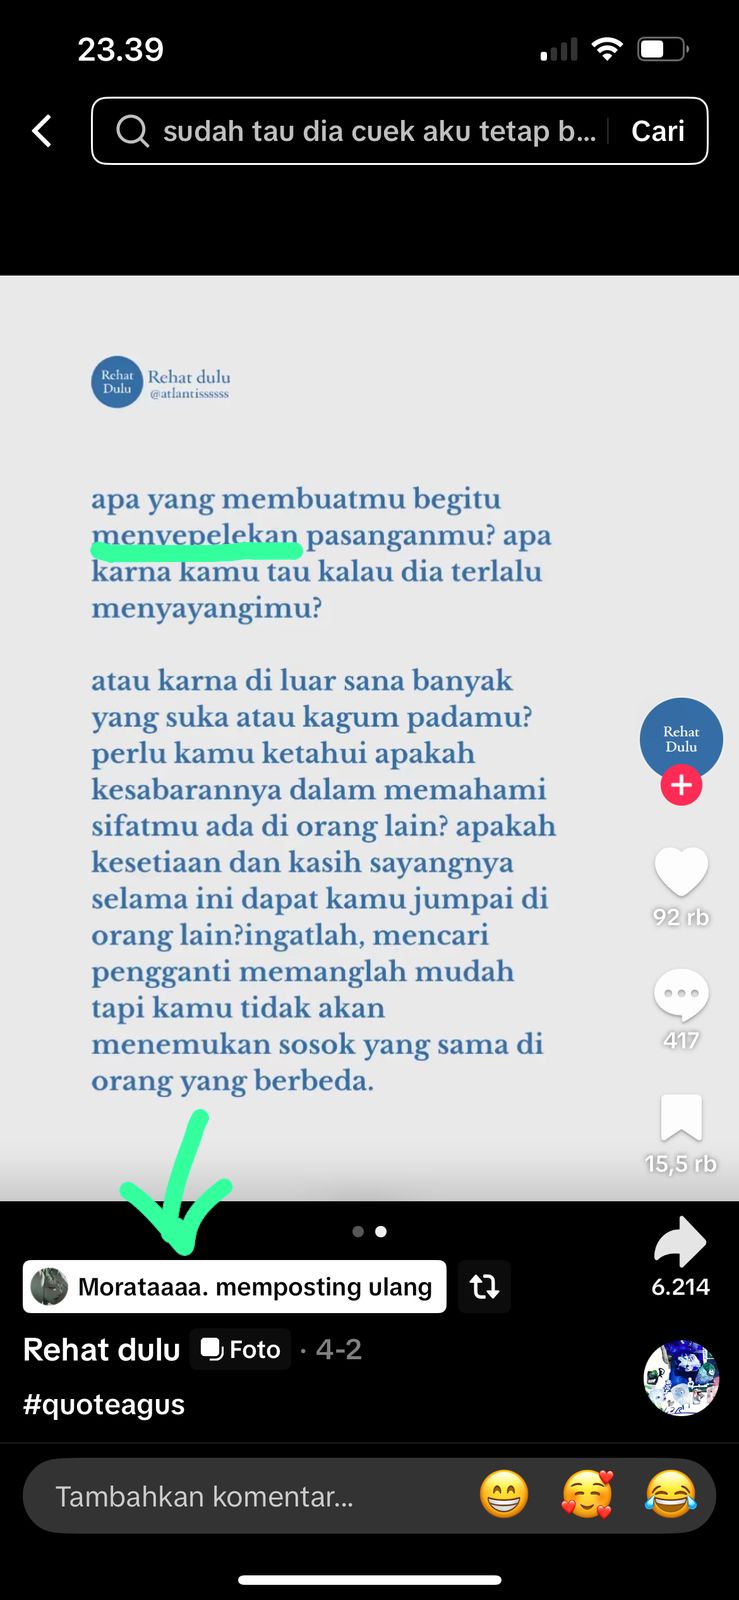 23.39
sudah tau dia cuek aku tetap b...
Cari
Rehat
Dulu
Rehat dulu
@atlantissssss
apa yang membuatmu begitu
menyepelekan pasanganmu? apa
karna kamu tau kalau dia terlalu
menyayangimu?
atau karna di luar sana banyak
yang suka atau kagum padamu?
perlu kamu ketahui apakah
kesabarannya dalam memahami
sifatmu ada di orang lain? apakah
kesetiaan dan kasih sayangnya
selama ini dapat kamu jumpai di
orang lain?ingatlah, mencari
pengganti memanglah mudah
tapi kamu tidak akan
menemukan sosok yang sama di
orang yang berbeda.
Rehat
Dulu
92 rb
417
15,5 rb
6.214
Morataaaa. memposting ulang
Rehat dulu
Foto
· 4-2
#quoteagus
Tambahkan komentar...